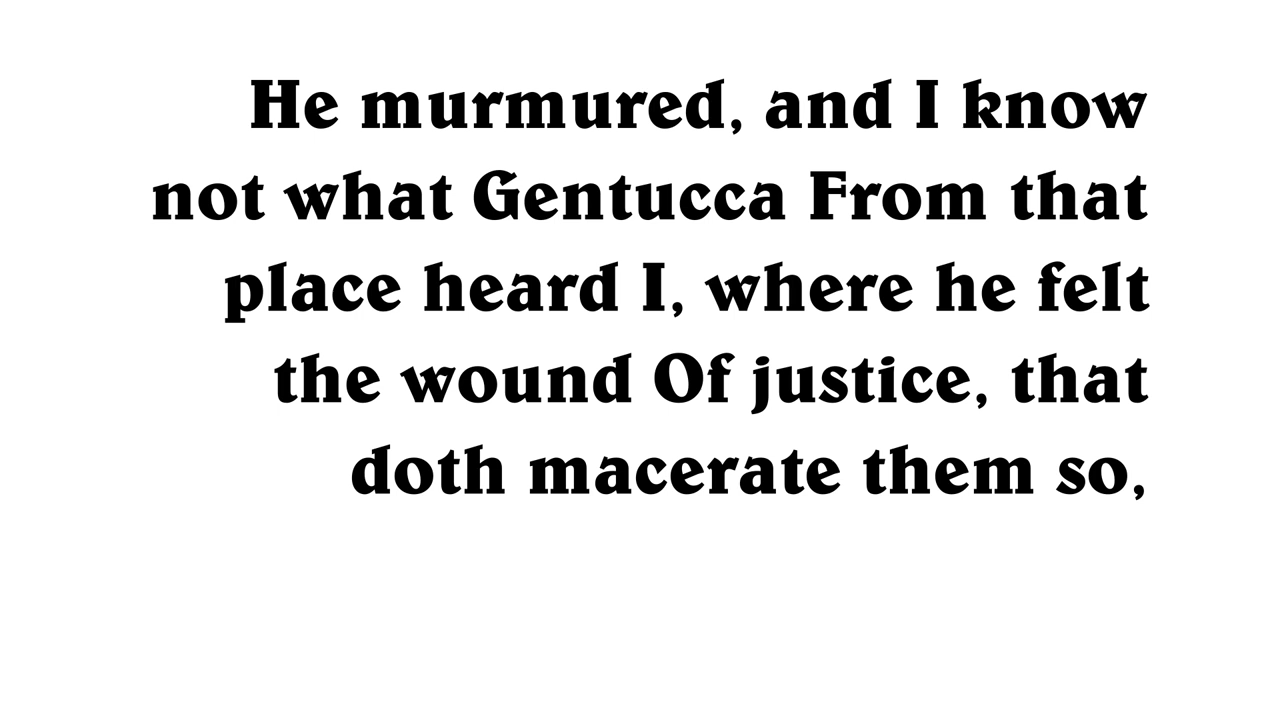 He murmured, and I know
not what Gentucca From that
place heard I, where he felt
the wound Of justice, that
doth macerate them so,